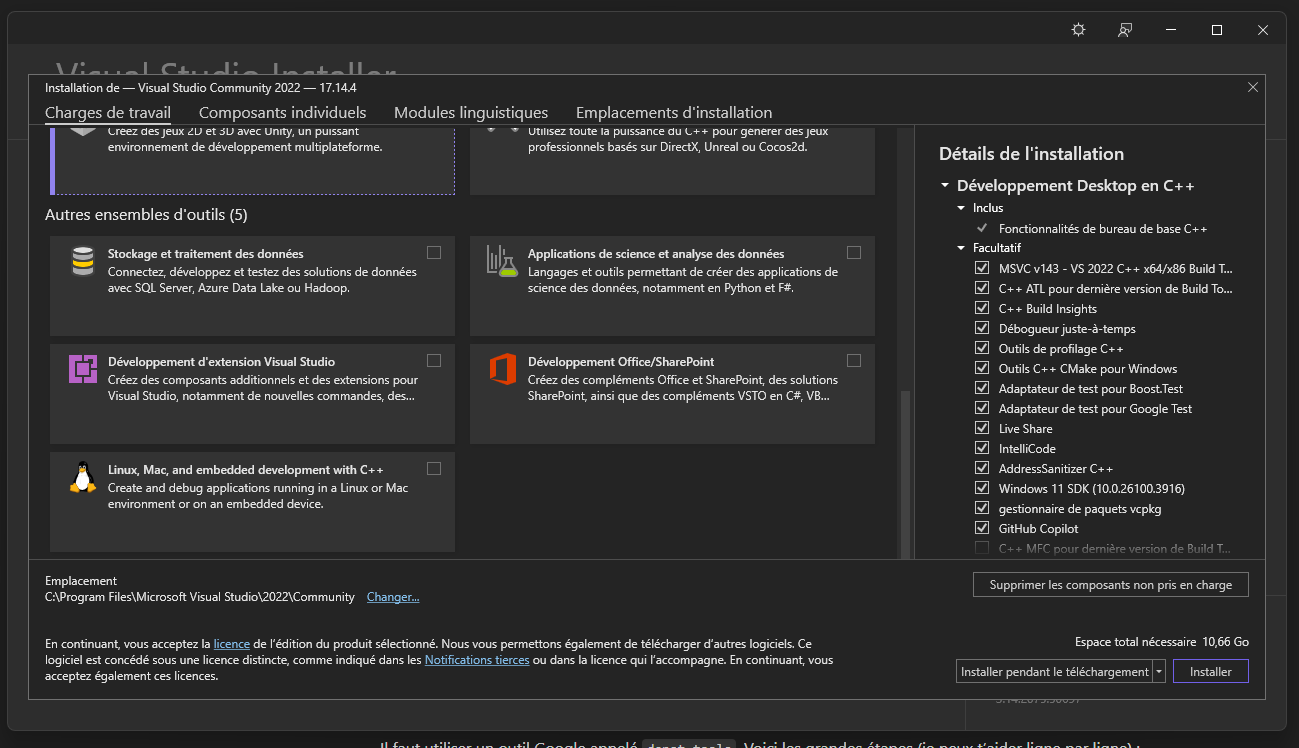 Visual Studio Installer
Installation de — Visual Studio Community 2022 — 17.14.4
Charges de travail Composants individuels Modules linguistiques Emplacements d'installation
Créez des jeux 2D et 3D avec Unity, un puissant
environnement de développement multiplateforme.
Utilisez toute la puissance du C++ pour générer des jeux
professionnels basés sur DirectX, Unreal ou Cocos2d.
Autres ensembles d'outils (5)
Stockage et traitement des données
Connectez, développez et testez des solutions de données
avec SQL Server, Azure Data Lake ou Hadoop.
Applications de science et analyse des données
Langages et outils permettant de créer des applications de
science des données, notamment en Python et F#.
Développement d'extension Visual Studio
Créez des composants additionnels et des extensions pour
Visual Studio, notamment de nouvelles commandes, des...
Développement Office/SharePoint
Créez des compléments Office et SharePoint, des solutions
SharePoint, ainsi que des compléments VSTO en C#, VB...
Linux, Mac, and embedded development with C++
Create and debug applications running in a Linux or Mac
environment or on an embedded device.
Détails de l'installation
Développement Desktop en C++
Inclus
Fonctionnalités de bureau de base C++
Facultatif
MSVC v143 - VS 2022 C++ x64/x86 Build T...
C++ ATL pour dernière version de Build To...
C++ Build Insights
Débogueur juste-à-temps
Outils de profilage C++
Outils C++ CMake pour Windows
Adaptateur de test pour Boost.Test
Adaptateur de test pour Google Test
Live Share
IntelliCode
AddressSanitizer C++
Windows 11 SDK (10.0.26100.3916)
gestionnaire de paquets vcpkg
GitHub Copilot
C++ MFC pour dernière version de Build T...
Emplacement
C:\Program Files\Microsoft Visual Studio\2022\Community Changer...
Supprimer les composants non pris en charge
En continuant, vous acceptez la licence de l'édition du produit sélectionné. Nous vous permettons également de télécharger d'autres logiciels. Ce
logiciel est concédé sous une licence distincte, comme indiqué dans les Notifications tierces ou dans la licence qui l'accompagne. En continuant, vous
acceptez également ces licences.
Espace total nécessaire 10,66 Go
Installer pendant le téléchargement
Installer
Il faut utiliser un outil Google appelé depot_tools. Voici les grandes étapes (je peux t'aider ligne par ligne) :